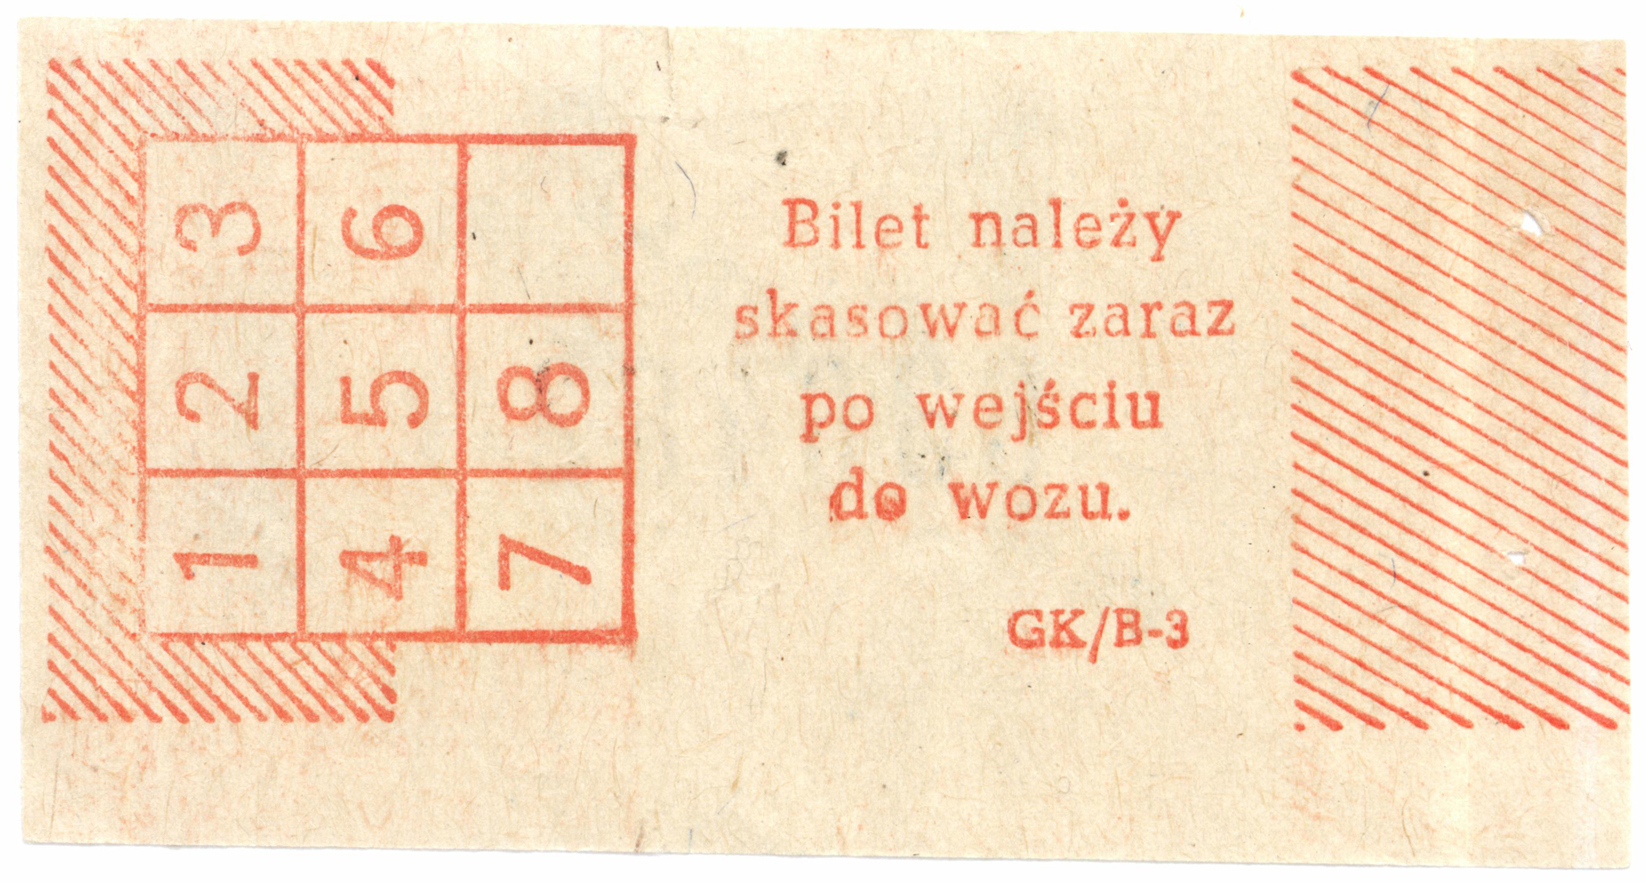 3 6
2 5 8
1 4 7
Bilet należy
skasować zaraz
po wejściu
do wozu.
GK/B-3